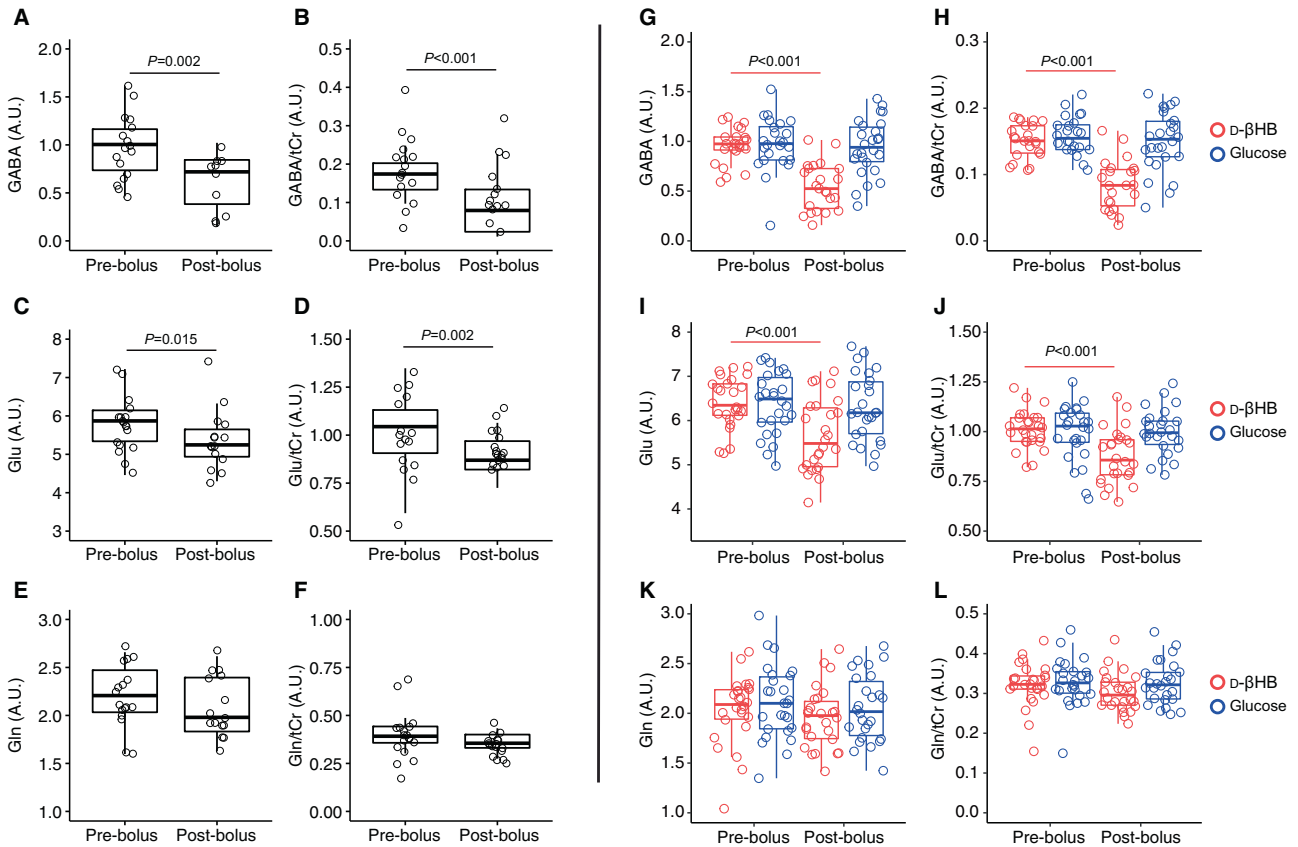 A
GABA (A.U.)
2.0
1.5
1.0
0.5
0.0
P=0.002
Pre-bolus Post-bolus
B
GABA/tCr (A.U.)
0.5
0.4
0.3
0.2
0.1
0.0
P<0.001
Pre-bolus Post-bolus
C
Glu (A.U.)
8
7
6
5
4
3
P=0.015
Pre-bolus Post-bolus
D
Glu/tCr (A.U.)
1.50
1.25
1.00
0.75
0.50
P=0.002
Pre-bolus Post-bolus
E
Gln (A.U.)
3.0
2.5
2.0
1.5
1.0
Pre-bolus Post-bolus
F
Gln/tCr (A.U.)
1.00
0.75
0.50
0.25
0.00
Pre-bolus Post-bolus
G
GABA (A.U.)
2.0
1.5
1.0
0.5
0.0
P<0.001
Pre-bolus Post-bolus
H
GABA/tCr (A.U.)
0.3
0.2
0.1
0.0
P<0.001
Pre-bolus Post-bolus
D-βHB
Glucose
I
Glu (A.U.)
8
7
6
5
4
P<0.001
Pre-bolus Post-bolus
J
Glu/tCr (A.U.)
1.50
1.25
1.00
0.75
0.50
P<0.001
Pre-bolus Post-bolus
D-βHB
Glucose
K
Gln (A.U.)
3.0
2.5
2.0
1.5
1.0
Pre-bolus Post-bolus
L
Gln/tCr (A.U.)
0.5
0.4
0.3
0.2
0.1
0.0
Pre-bolus Post-bolus
D-βHB
Glucose